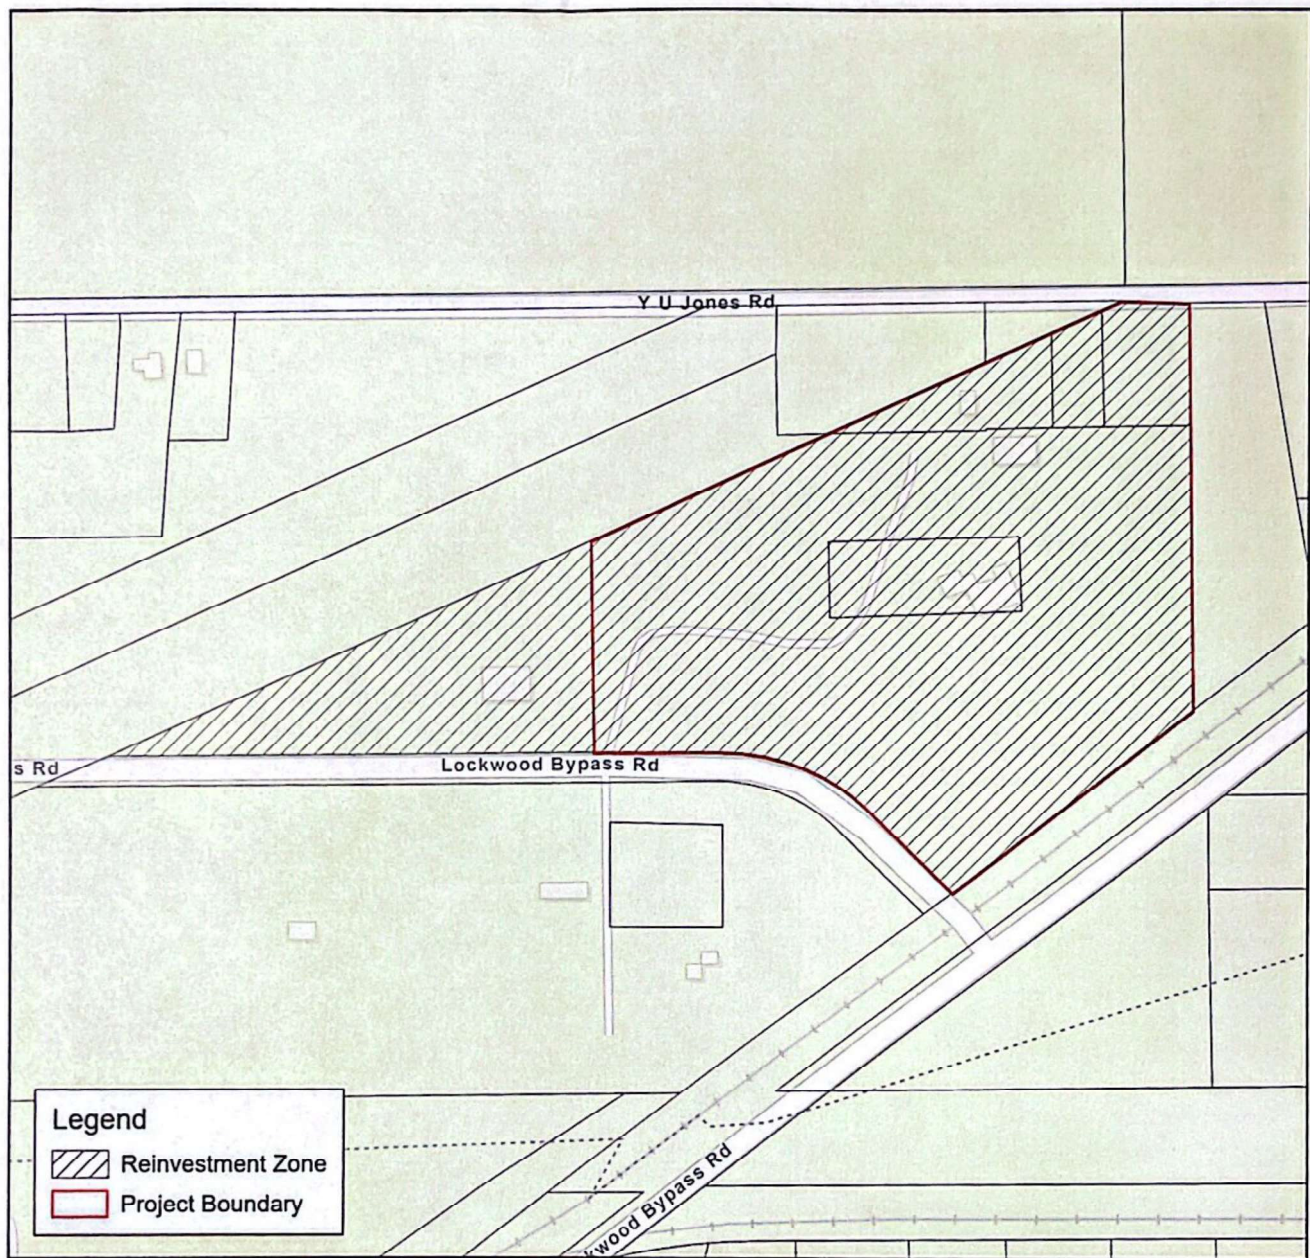 Y U Jones Rd
s Rd
Lockwood Bypass Rd
kwood Bypass Rd
Legend
Reinvestment Zone
Project Boundary